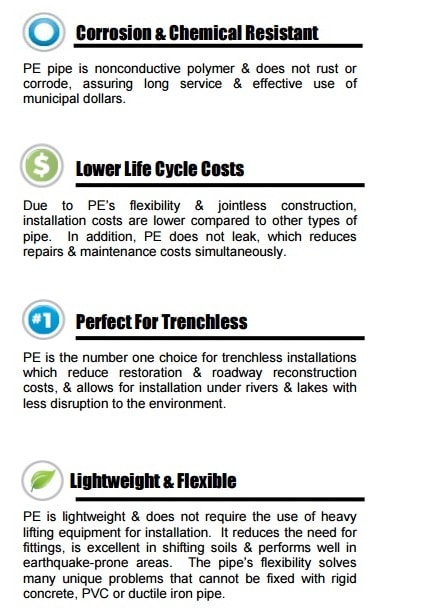 Corrosion & Chemical Resistant
PE pipe is nonconductive polymer & does not rust or
corrode, assuring long service & effective use of
municipal dollars.
$
Lower Life Cycle Costs
Due to PE's flexibility & jointless construction,
installation costs are lower compared to other types of
pipe. In addition, PE does not leak, which reduces
repairs & maintenance costs simultaneously.
#1
Perfect For Trenchless
PE is the number one choice for trenchless installations
which reduce restoration & roadway reconstruction
costs, & allows for installation under rivers & lakes with
less disruption to the environment.
Lightweight & Flexible
PE is lightweight & does not require the use of heavy
lifting equipment for installation. It reduces the need for
fittings, is excellent in shifting soils & performs well in
earthquake-prone areas. The pipe's flexibility solves
many unique problems that cannot be fixed with rigid
concrete, PVC or ductile iron pipe.